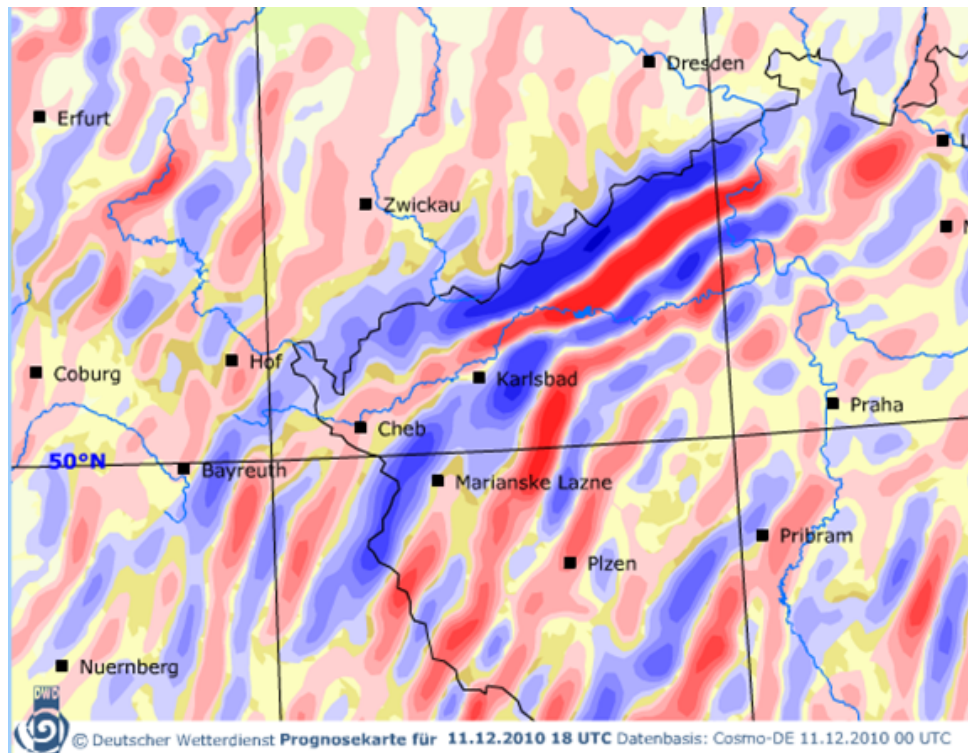 Dresden
Erfurt
Zwickau
Hof
Coburg
Karlsbad
Praha
Cheb
50°N
Bayreuth
Marianske Lazne
Pribram
Plzen
Nuernberg
DWD
© Deutscher Wetterdienst Prognosekarte für 11.12.2010 18 UTC Datenbasis: Cosmo-DE 11.12.2010 00 UTC